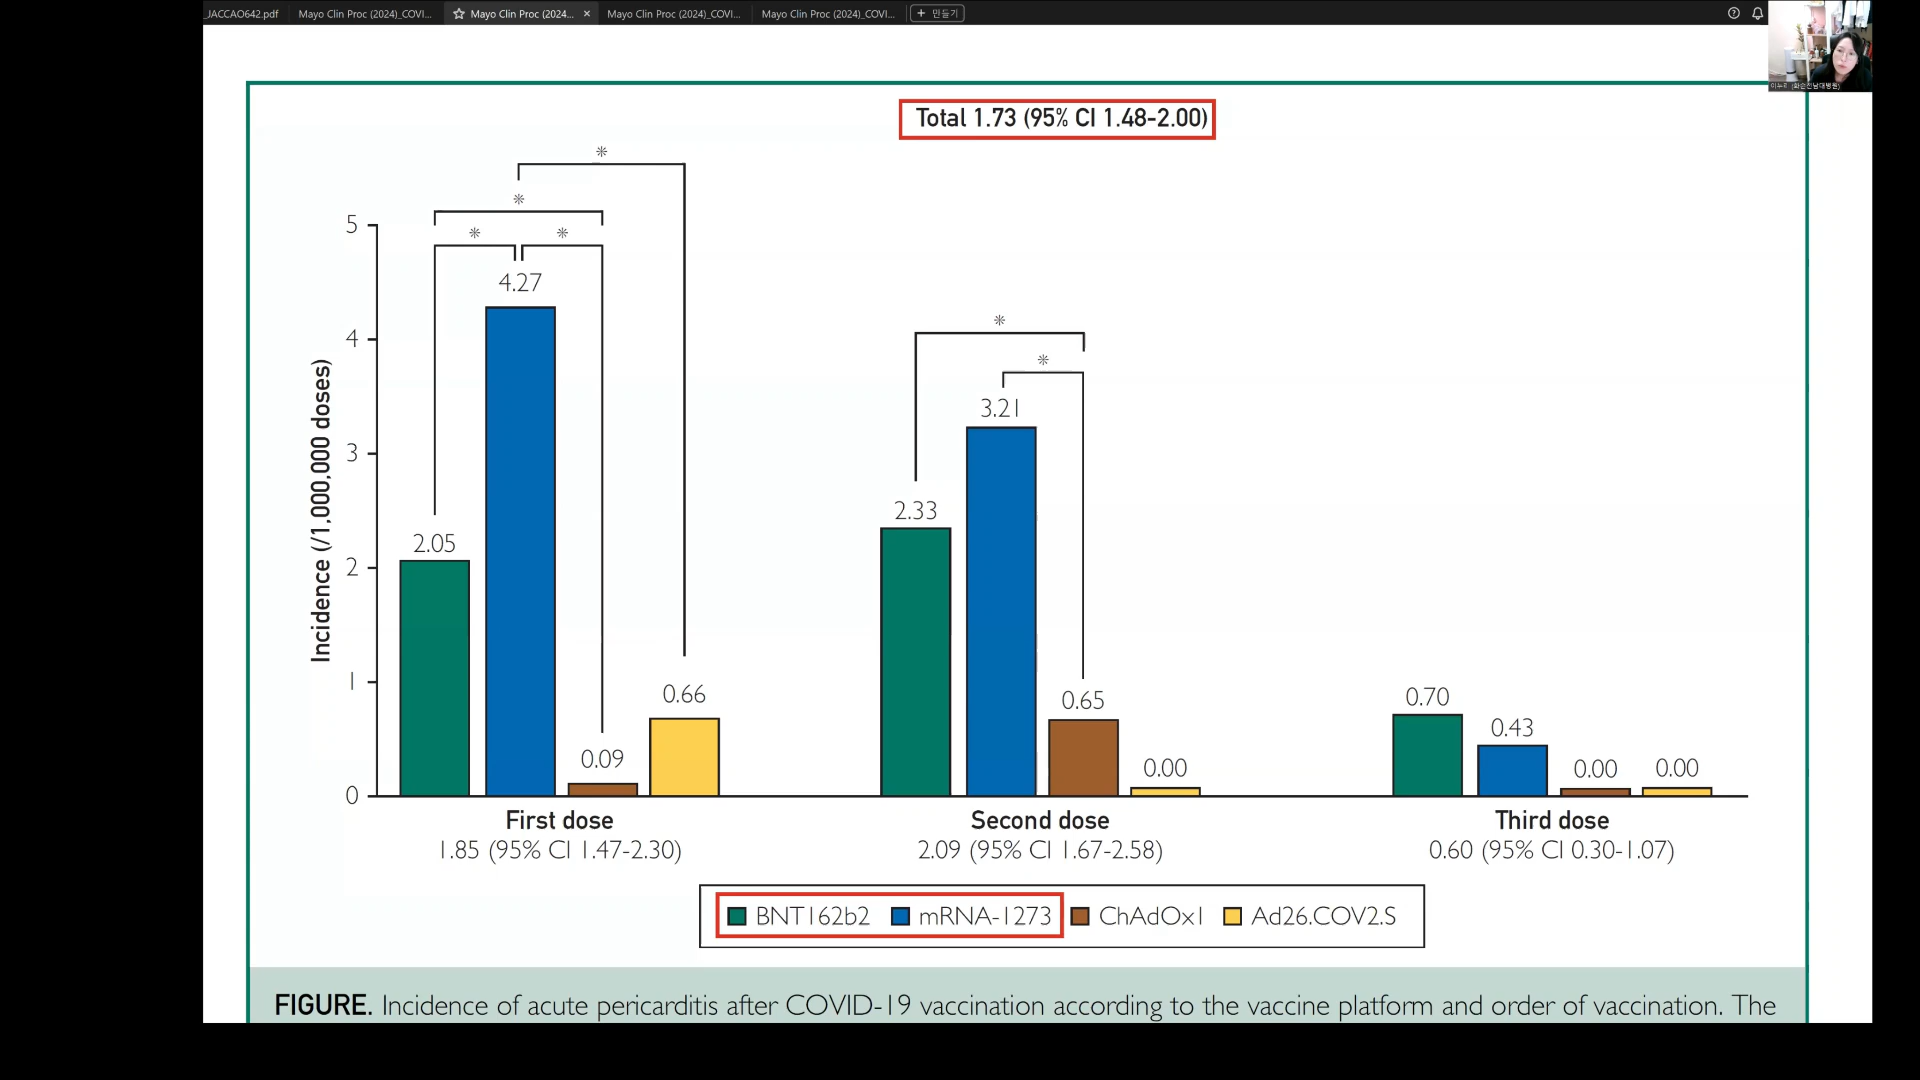 _JACCAO642.pdf
Mayo Clin Proc (2024)_COVI...
Mayo Clin Proc (2024...
Mayo Clin Proc (2024)_COVI...
Mayo Clin Proc (2024)_COVI...
+ 만들기
Total 1.73 (95% CI 1.48-2.00)
*
*
* *
5
4.27
4
*
*
3.21
3
Incidence (/1,000,000 doses)
2.33
2.05
2
1
0.66
0.65
0.70
0.43
0.09
0.00
0.00
0.00
0
First dose
1.85 (95% CI 1.47-2.30)
Second dose
2.09 (95% CI 1.67-2.58)
Third dose
0.60 (95% CI 0.30-1.07)
BNT162b2 mRNA-1273 ChAdOx1 Ad26.COV2.S
FIGURE. Incidence of acute pericarditis after COVID-19 vaccination according to the vaccine platform and order of vaccination. The